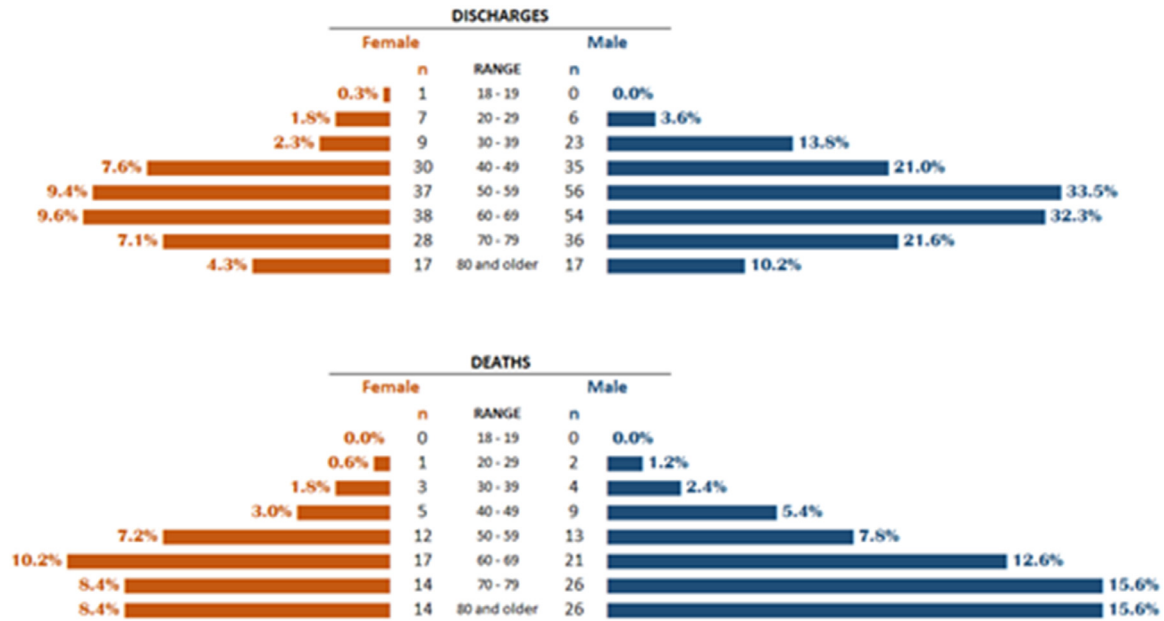 DISCHARGES
Female Male
n RANGE n
0.3% 1 18 - 19 0 0.0%
1.8% 7 20 - 29 6 3.6%
2.3% 9 30 - 39 23 13.8%
7.6% 30 40 - 49 35 21.0%
9.4% 37 50 - 59 56 33.5%
9.6% 38 60 - 69 54 32.3%
7.1% 28 70 - 79 36 21.6%
4.3% 17 80 and older 17 10.2%
DEATHS
Female Male
n RANGE n
0.0% 0 18 - 19 0 0.0%
0.6% 1 20 - 29 2 1.2%
1.8% 3 30 - 39 4 2.4%
3.0% 5 40 - 49 9 5.4%
7.2% 12 50 - 59 13 7.8%
10.2% 17 60 - 69 21 12.6%
8.4% 14 70 - 79 26 15.6%
8.4% 14 80 and older 26 15.6%